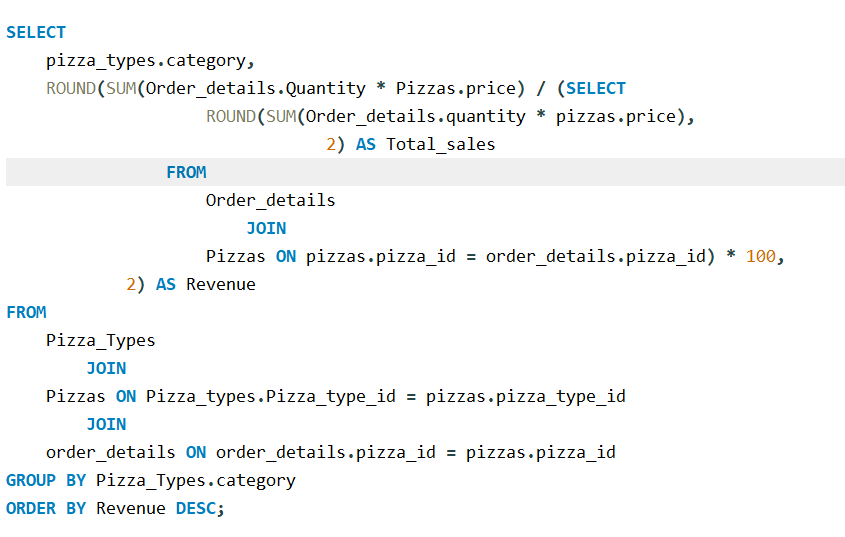 SELECT
pizza_types.category,
ROUND(SUM(Order_details.Quantity * Pizzas.price) / (SELECT
ROUND(SUM(Order_details.quantity * pizzas.price),
2) AS Total_sales
FROM
Order_details
JOIN
Pizzas ON pizzas.pizza_id = order_details.pizza_id) * 100,
2) AS Revenue
FROM
Pizza_Types
JOIN
Pizzas ON Pizza_types.Pizza_type_id = pizzas.pizza_type_id
JOIN
order_details ON order_details.pizza_id = pizzas.pizza_id
GROUP BY Pizza_Types.category
ORDER BY Revenue DESC;